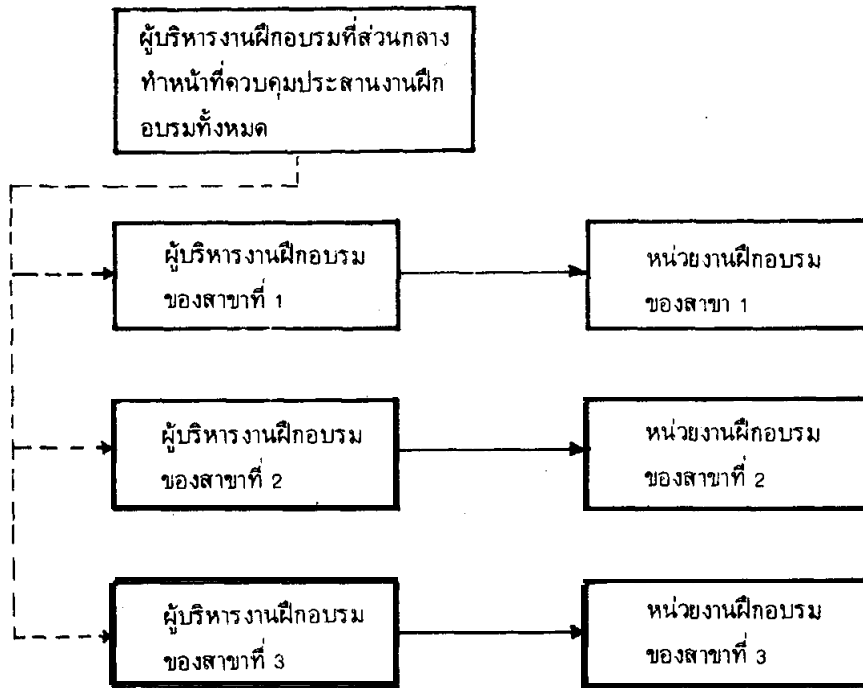 ผู้บริหารงานฝึกอบรมที่ส่วนกลาง
ทำหน้าที่ควบคุมประสานงานฝึก
อบรมทั้งหมด
ผู้บริหารงานฝึกอบรม
ของสาขาที่ 1
หน่วยงานฝึกอบรม
ของสาขา 1
ผู้บริหารงานฝึกอบรม
ของสาขาที่ 2
หน่วยงานฝึกอบรม
ของสาขาที่ 2
ผู้บริหารงานฝึกอบรม
ของสาขาที่ 3
หน่วยงานฝึกอบรม
ของสาขาที่ 3